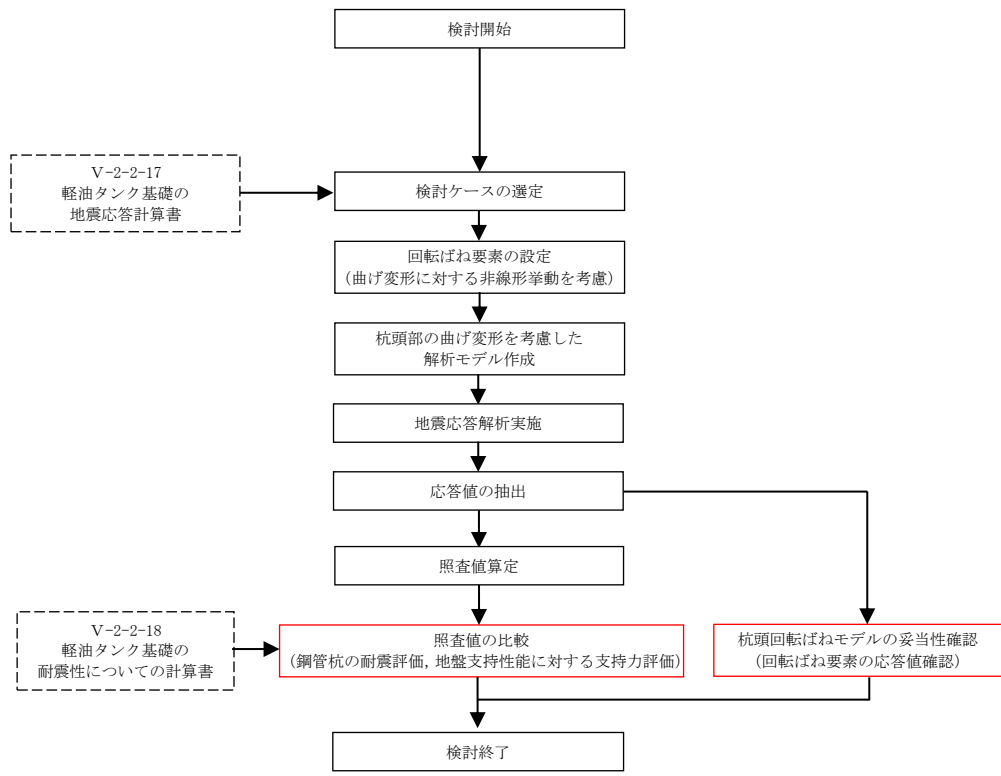 検討開始
Ⅴ-2-2-17
軽油タンク基礎の
地震応答計算書
検討ケースの選定
回転ばね要素の設定
(曲げ変形に対する非線形挙動を考慮)
杭頭部の曲げ変形を考慮した
解析モデル作成
地震応答解析実施
応答値の抽出
照査値算定
Ⅴ-2-2-18
軽油タンク基礎の
耐震性についての計算書
照査値の比較
(鋼管杭の耐震評価,地盤支持性能に対する支持力評価)
杭頭回転ばねモデルの妥当性確認
(回転ばね要素の応答値確認)
検討終了